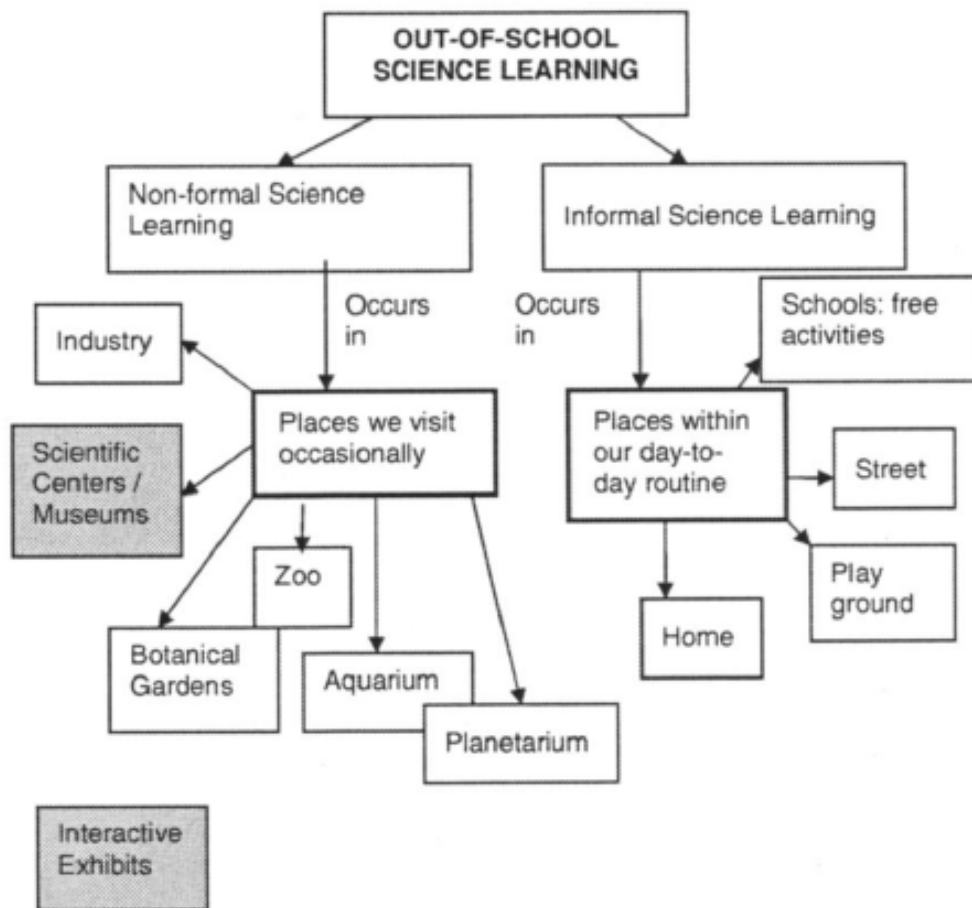 OUT-OF-SCHOOL
SCIENCE LEARNING
Non-formal Science
Learning
Informal Science Learning
Occurs
in
Occurs
in
Schools: free
activities
Industry
Places we visit
occasionally
Places within
our day-to-
day routine
Scientific
Centers /
Museums
Street
Zoo
Play
ground
Home
Botanical
Gardens
Aquarium
Planetarium
Interactive
Exhibits